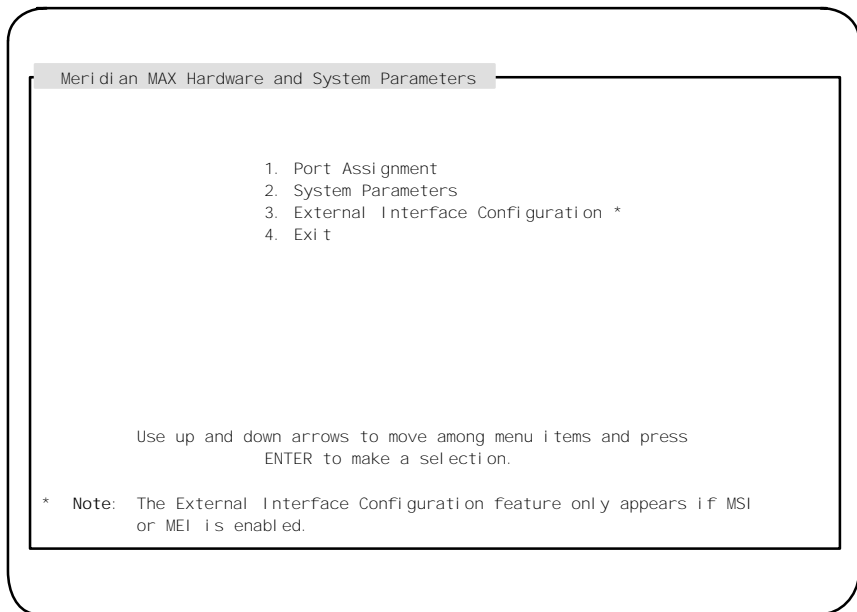 Meridian MAX Hardware and System Parameters
1. Port Assignment
2. System Parameters
3. External Interface Configuration *
4. Exit
Use up and down arrows to move among menu items and press
ENTER to make a selection.
* Note: The External Interface Configuration feature only appears if MSI
or MEI is enabled.